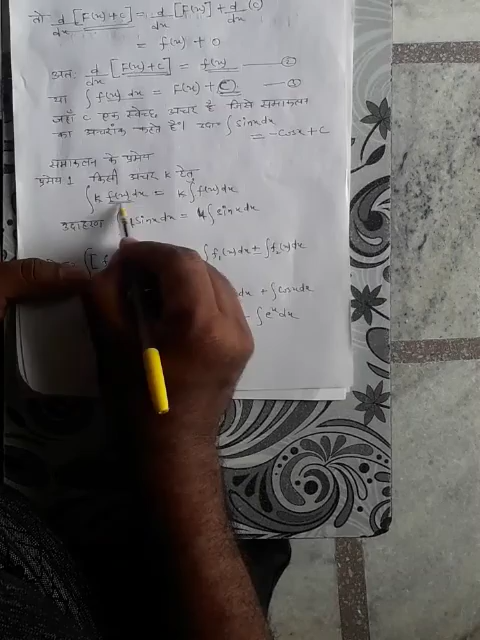 तो d/dx [F(x)+c] = d/dx [F(x)] + d/dx (c)
= f(x) + 0
अतः d/dx [F(x)+c] = f(x) —— ②
या ∫ f(x) dx = F(x) + C —— ③
जहाँ C एक स्वेच्छ अचर है जिसे समाकलन
का अचरांक कहते हैं। उदा० ∫ sinx dx
= -cosx + C
समाकलन के प्रमेय
प्रमेय 1 किसी अचर K हेतु
∫ K f(x) dx = K ∫ f(x) dx
उदाहरण ∫ 4 sinx dx = 4 ∫ sinx dx
∫ f₁(x) dx ± ∫ f₂(x) dx
dx + ∫ cosx dx
∫ eˣ dx